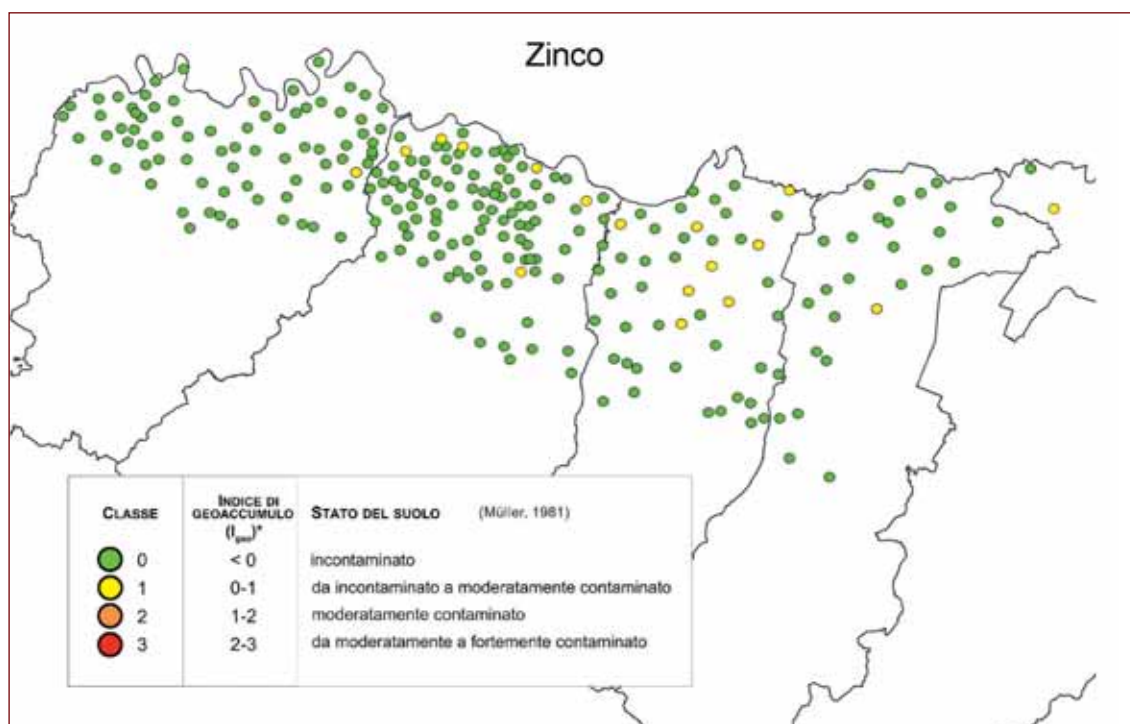 Zinco
CLASSE INDICE DI GEOACCUMULO (Igeo)* STATO DEL SUOLO (Müller, 1981)
0 < 0 incontaminato
1 0-1 da incontaminato a moderatamente contaminato
2 1-2 moderatamente contaminato
3 2-3 da moderatamente a fortemente contaminato